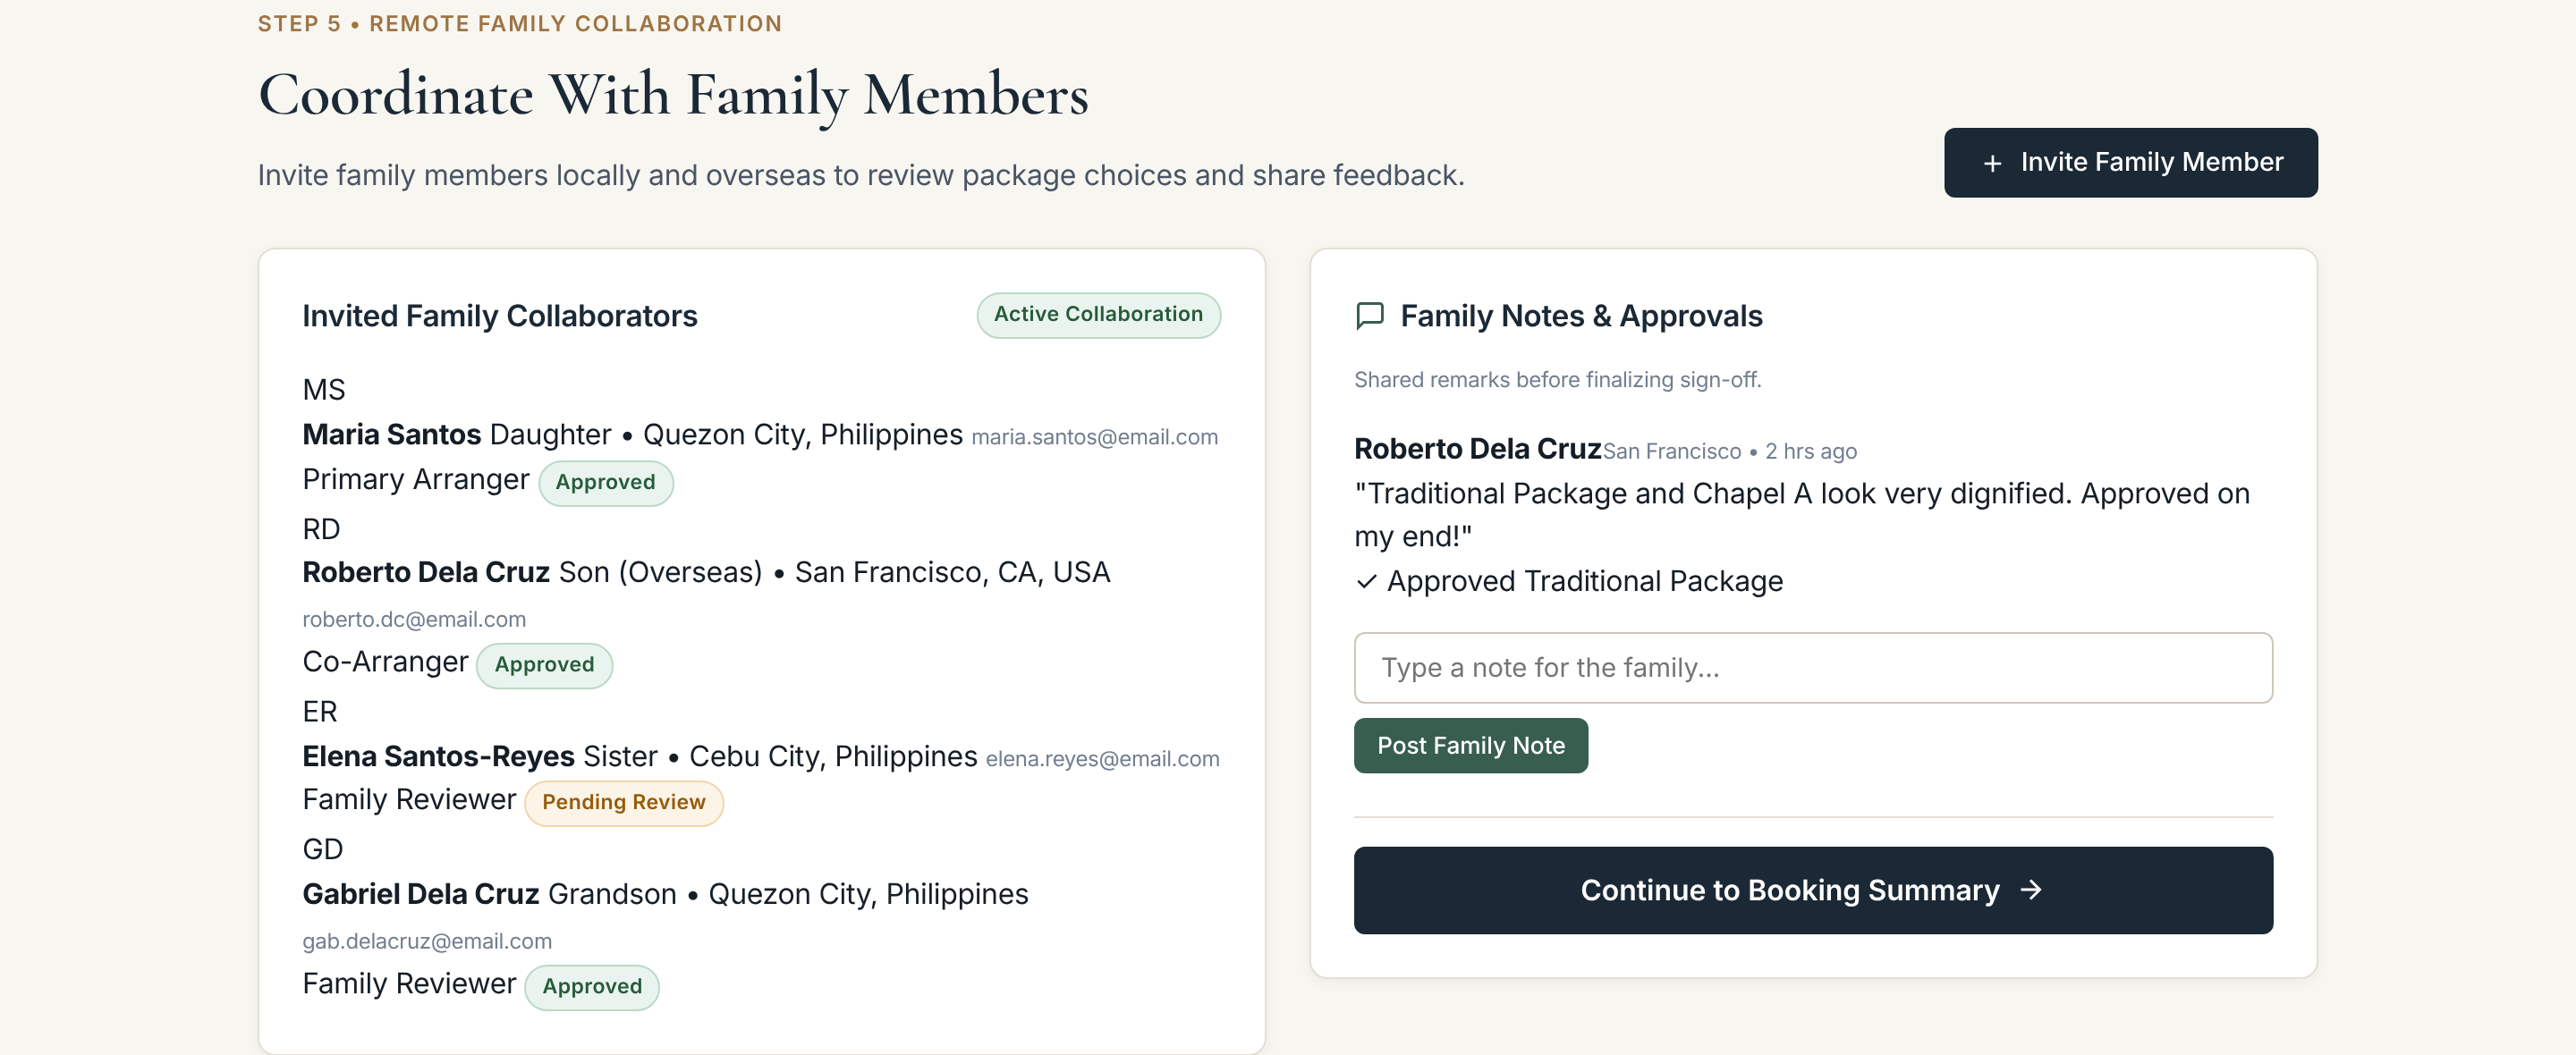 STEP 5 • REMOTE FAMILY COLLABORATION
Coordinate With Family Members
Invite family members locally and overseas to review package choices and share feedback.
+ Invite Family Member
Invited Family Collaborators
Active Collaboration
MS
Maria Santos Daughter • Quezon City, Philippines maria.santos@email.com
Primary Arranger Approved
RD
Roberto Dela Cruz Son (Overseas) • San Francisco, CA, USA
roberto.dc@email.com
Co-Arranger Approved
ER
Elena Santos-Reyes Sister • Cebu City, Philippines elena.reyes@email.com
Family Reviewer Pending Review
GD
Gabriel Dela Cruz Grandson • Quezon City, Philippines
gab.delacruz@email.com
Family Reviewer Approved
Family Notes & Approvals
Shared remarks before finalizing sign-off.
Roberto Dela CruzSan Francisco • 2 hrs ago
"Traditional Package and Chapel A look very dignified. Approved on
my end!"
✓ Approved Traditional Package
Type a note for the family...
Post Family Note
Continue to Booking Summary →